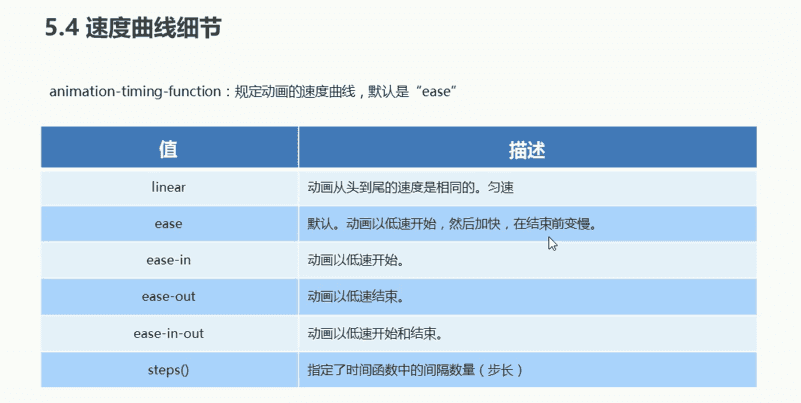 5.4 速度曲线细节
animation-timing-function：规定动画的速度曲线，默认是“ease”
值 描述
linear 动画从头到尾的速度是相同的。匀速
ease 默认。动画以低速开始，然后加快，在结束前变慢。
ease-in 动画以低速开始。
ease-out 动画以低速结束。
ease-in-out 动画以低速开始和结束。
steps() 指定了时间函数中的间隔数量（步长）